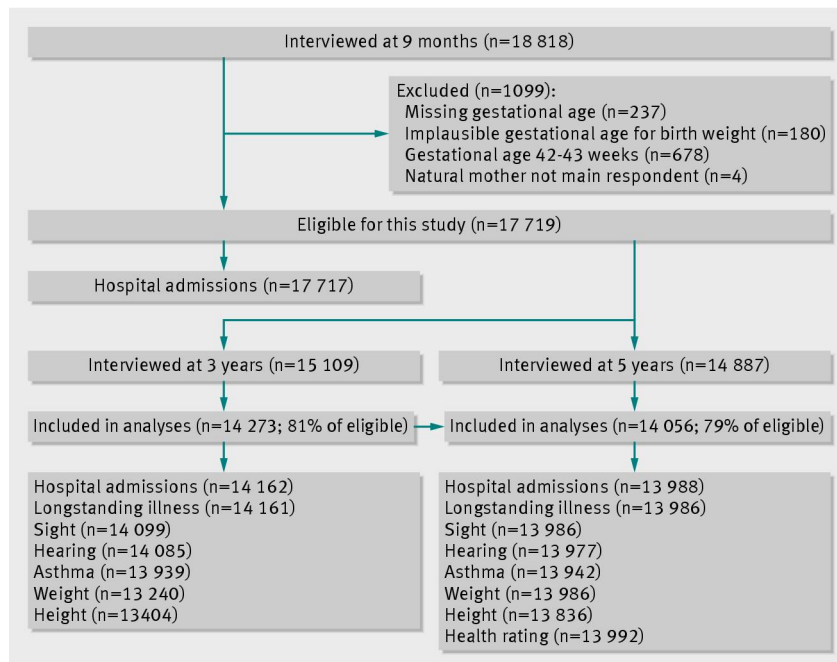 Interviewed at 9 months (n=18 818)
Excluded (n=1099):
Missing gestational age (n=237)
Implausible gestational age for birth weight (n=180)
Gestational age 42-43 weeks (n=678)
Natural mother not main respondent (n=4)
Eligible for this study (n=17 719)
Hospital admissions (n=17 717)
Interviewed at 3 years (n=15 109)
Interviewed at 5 years (n=14 887)
Included in analyses (n=14 273; 81% of eligible)
Included in analyses (n=14 056; 79% of eligible)
Hospital admissions (n=14 162)
Longstanding illness (n=14 161)
Sight (n=14 099)
Hearing (n=14 085)
Asthma (n=13 939)
Weight (n=13 240)
Height (n=13404)
Hospital admissions (n=13 988)
Longstanding illness (n=13 986)
Sight (n=13 986)
Hearing (n=13 977)
Asthma (n=13 942)
Weight (n=13 986)
Height (n=13 836)
Health rating (n=13 992)